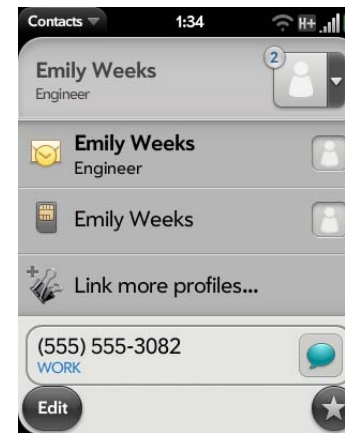 Contacts 1:34 H+
Emily Weeks
Engineer
2
Emily Weeks
Engineer
Emily Weeks
Link more profiles...
(555) 555-3082
WORK
Edit